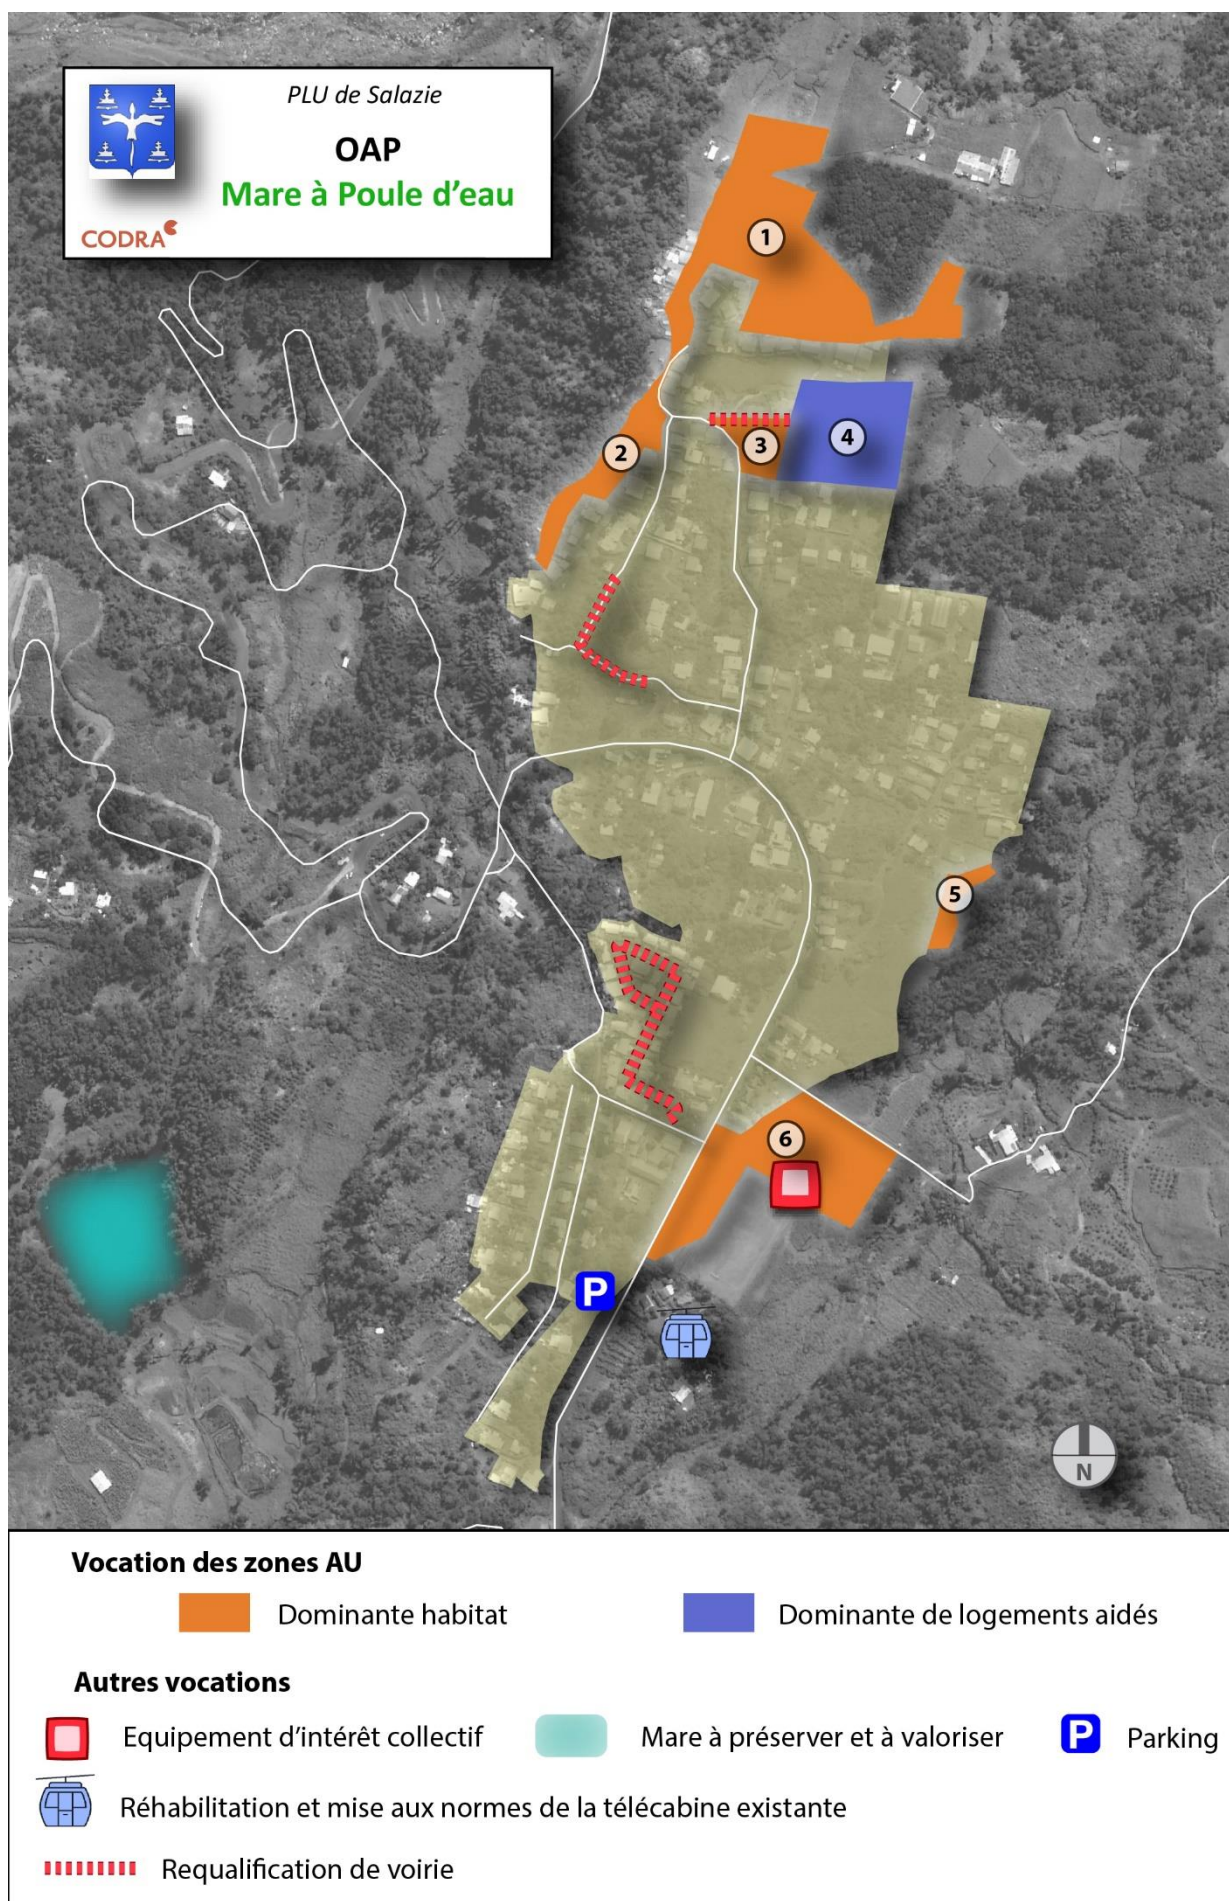 PLU de Salazie
OAP
Mare à Poule d'eau
CODRA
1
2
3
4
5
6
P
N
Vocation des zones AU
Dominante habitat
Dominante de logements aidés
Autres vocations
Equipement d'intérêt collectif
Mare à préserver et à valoriser
P
Parking
Réhabilitation et mise aux normes de la télécabine existante
Requalification de voirie